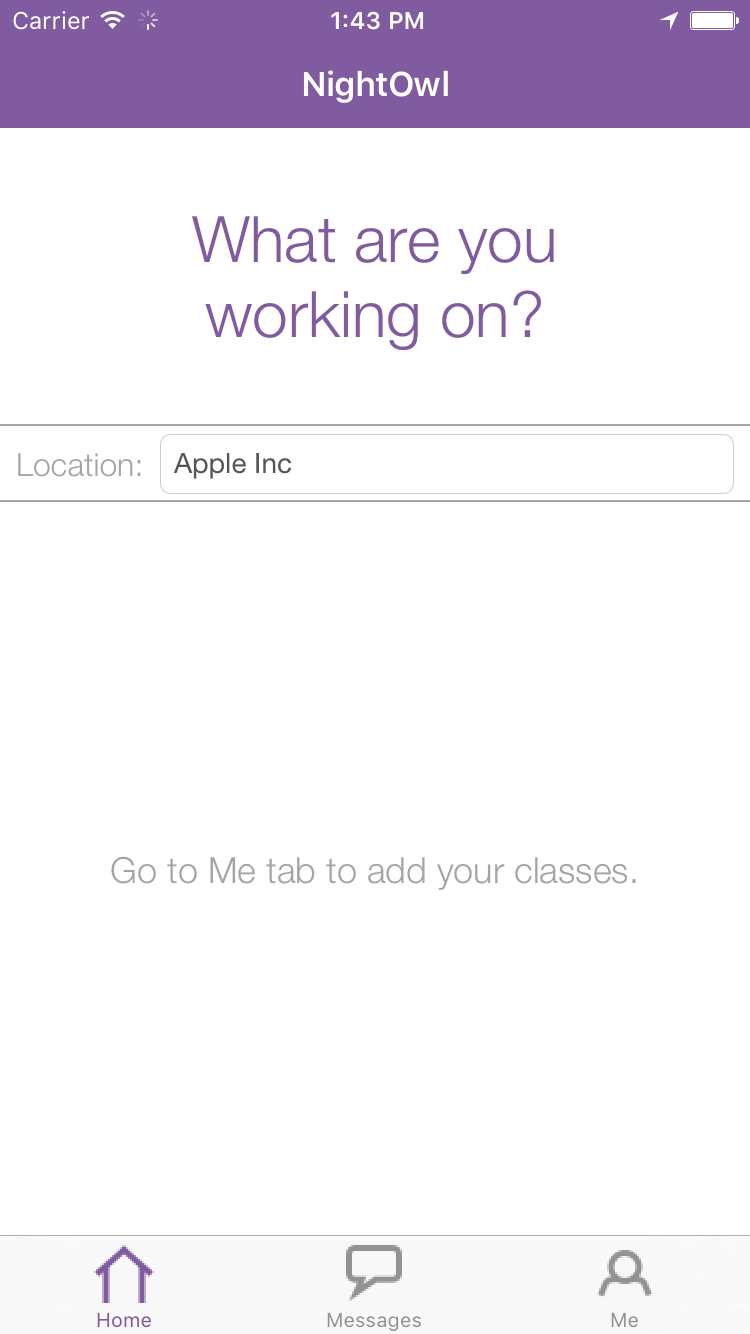 Carrier 1:43 PM
NightOwl
What are you
working on?
Location: Apple Inc
Go to Me tab to add your classes.
Home Messages Me